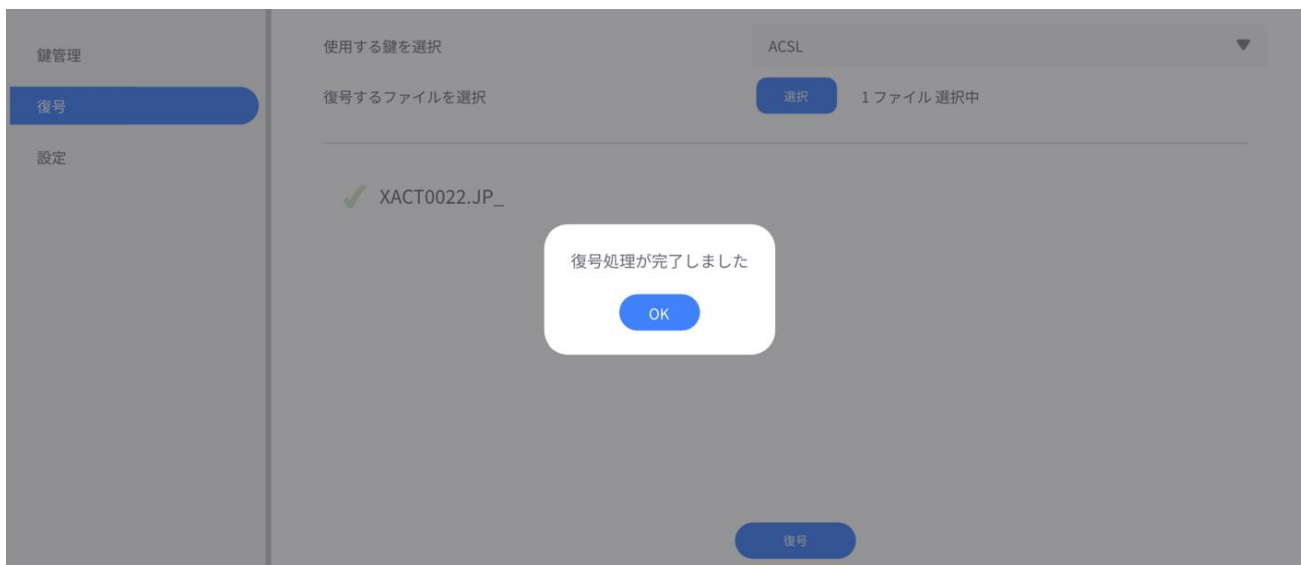 鍵管理
復号
設定
使用する鍵を選択
ACSL
復号するファイルを選択
選択
1 ファイル 選択中
XACT0022.JP_
復号処理が完了しました
OK
復号